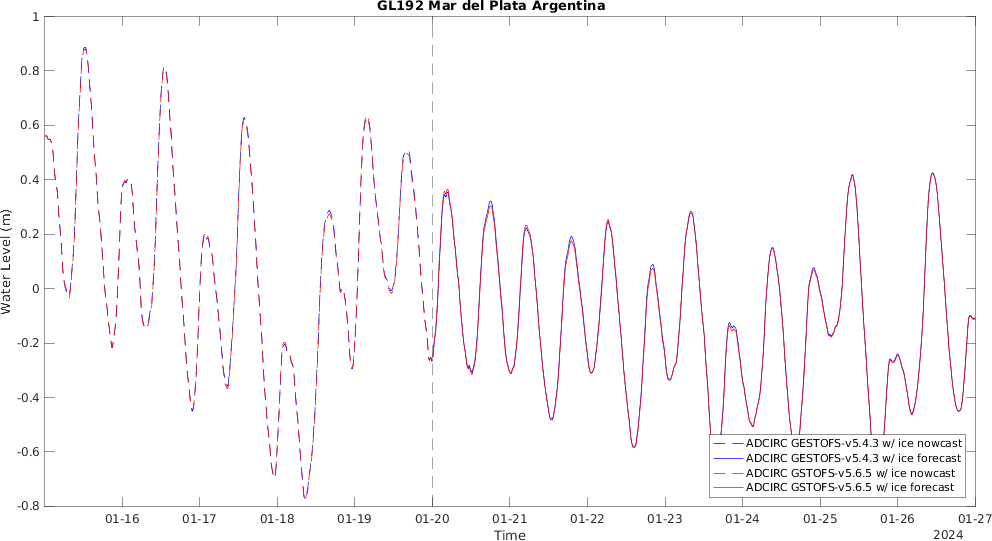 GL192 Mar del Plata Argentina
1
0.8
0.6
0.4
0.2
0
-0.2
-0.4
-0.6
-0.8
Water Level (m)
ADCIRC GESTOFS-v5.4.3 w/ ice nowcast
ADCIRC GESTOFS-v5.4.3 w/ ice forecast
ADCIRC GSTOFS-v5.6.5 w/ ice nowcast
ADCIRC GSTOFS-v5.6.5 w/ ice forecast
01-16 01-17 01-18 01-19 01-20 01-21 01-22 01-23 01-24 01-25 01-26 01-27
Time
2024